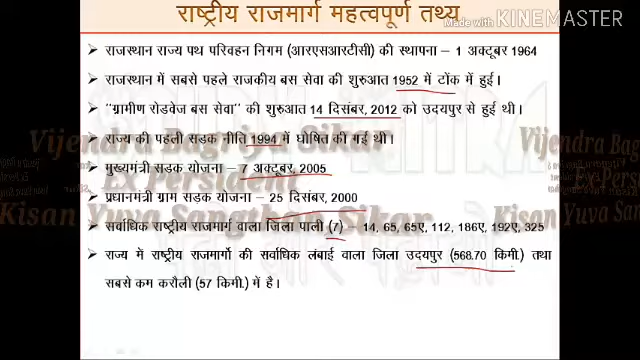 राष्ट्रीय राजमार्ग महत्वपूर्ण तथ्य
Made with KINEMASTER
➢ राजस्थान राज्य पथ परिवहन निगम (आरएसआरटीसी) की स्थापना – 1 अक्टूबर 1964
➢ राजस्थान में सबसे पहले राजकीय बस सेवा की शुरुआत 1952 में टोंक में हुई।
➢ "ग्रामीण रोडवेज बस सेवा" की शुरुआत 14 दिसंबर, 2012 को उदयपुर से हुई थी।
➢ राज्य की पहली सड़क नीति 1994 में घोषित की गई थी।
➢ मुख्यमंत्री सड़क योजना – 7 अक्टूबर, 2005
➢ प्रधानमंत्री ग्राम सड़क योजना – 25 दिसंबर, 2000
➢ सर्वाधिक राष्ट्रीय राजमार्ग वाला जिला पाली (7) – 14, 65, 65ए, 112, 186ए, 192ए, 325
➢ राज्य में राष्ट्रीय राजमार्गो की सर्वाधिक लंबाई वाला जिला उदयपुर (568.70 किमी.) तथा
सबसे कम करौली (57 किमी.) में है।
Vijendra Bag
Kisan Yuva Sikar
Vijendra Bag
Ex Pers
Kisan Yuva San